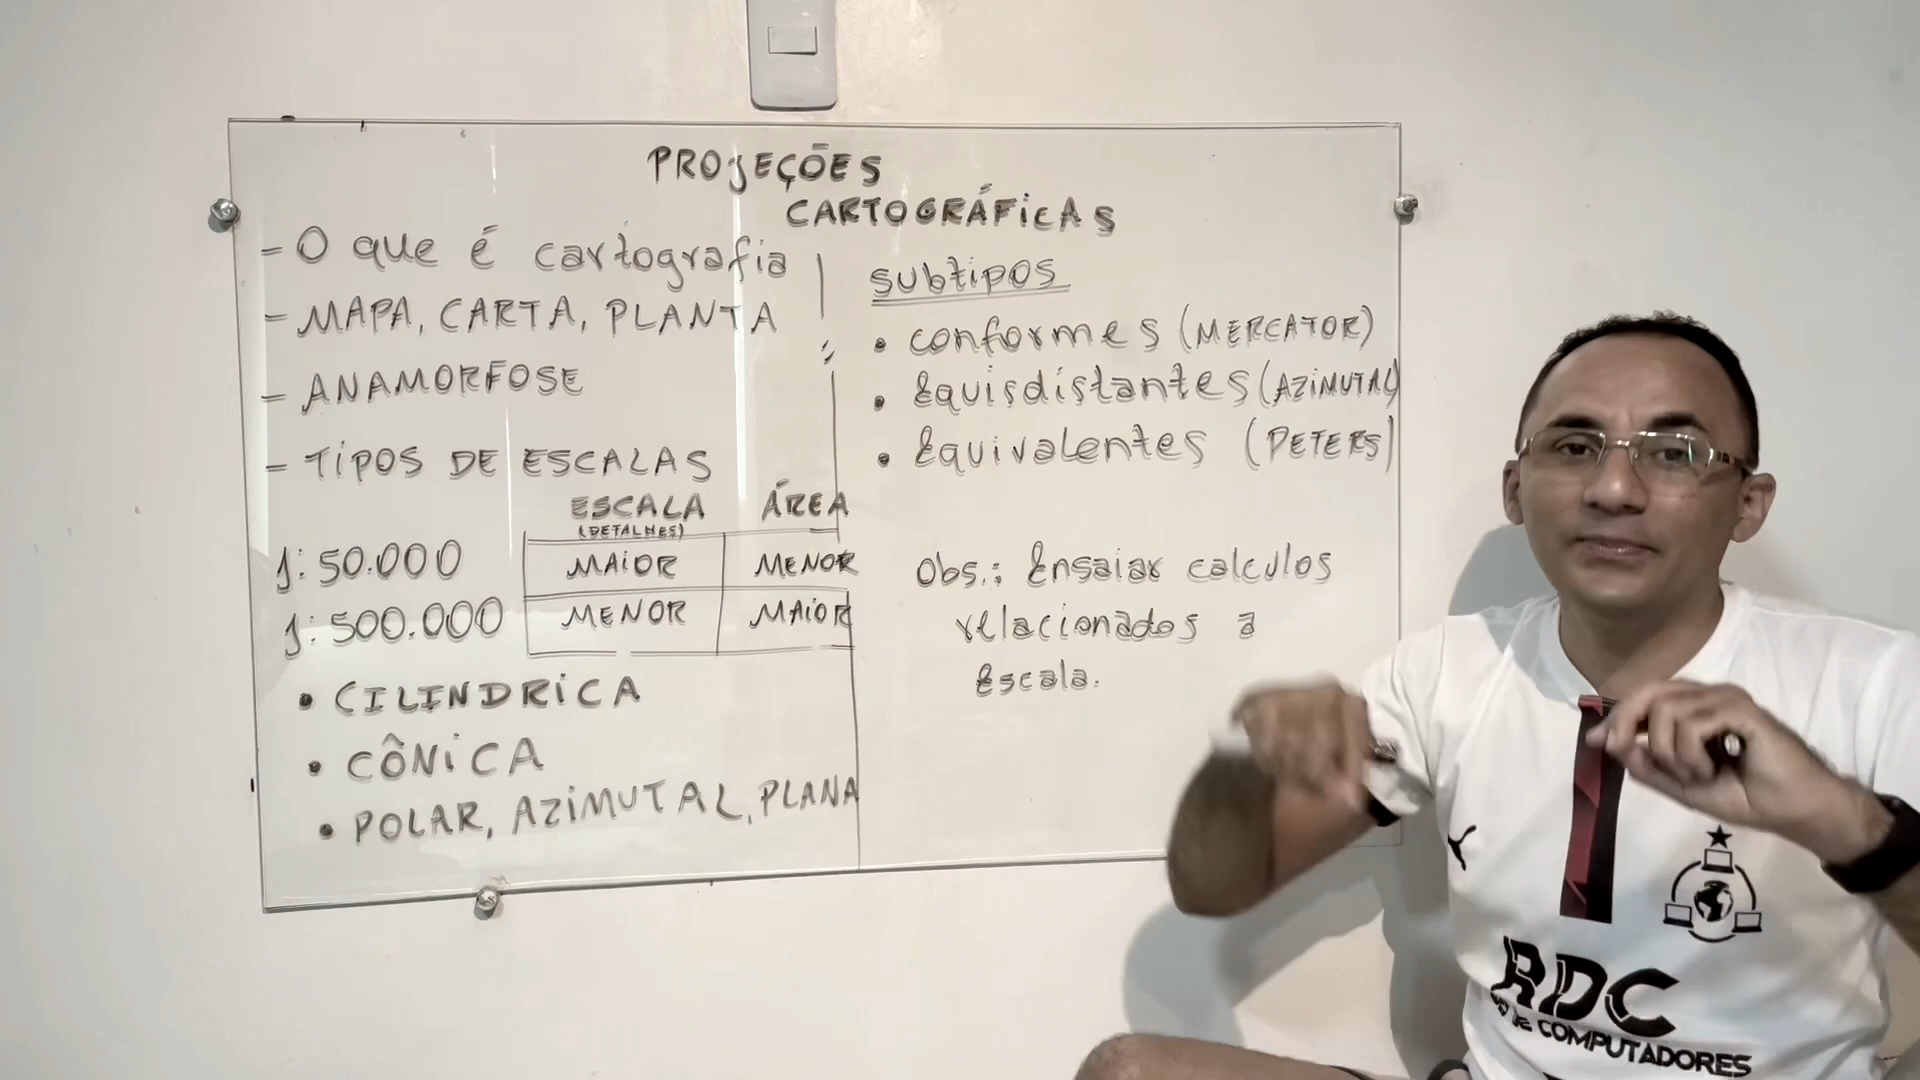 PROJEÇÕES
CARTOGRÁFICAS
- O que é cartografia
- MAPA, CARTA, PLANTA
- ANAMORFOSE
- TIPOS DE ESCALAS
ESCALA ÁREA
(DETALHES)
1:50.000 MAIOR MENOR
1:500.000 MENOR MAIOR
• CILINDRICA
• CÔNICA
• POLAR, AZIMUTAL, PLANA
SUBTIPOS
• conformes (MERCATOR)
• Equisdistantes (AZIMUTAL)
• Equivalentes (PETERS)
Obs.: Ensaiar calculos
relacionados a
Escala.
RDC
DE COMPUTADORES